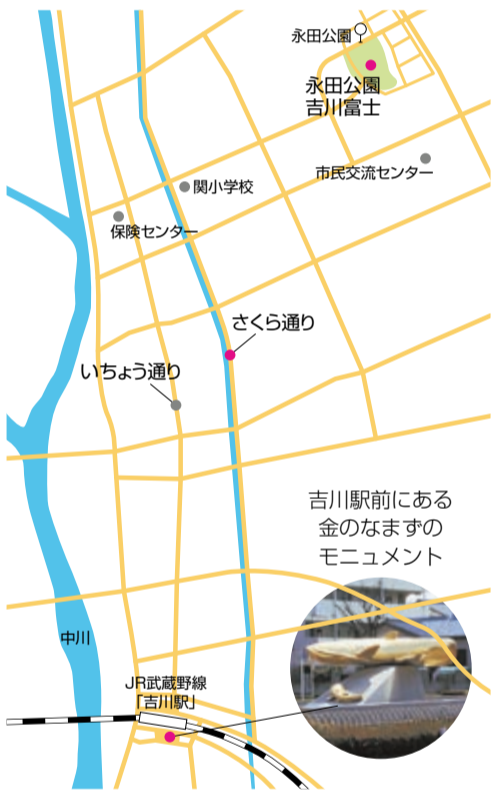 永田公園
永田公園
吉川富士
市民交流センター
関小学校
保険センター
さくら通り
いちょう通り
吉川駅前にある
金のなまずの
モニュメント
中川
JR武蔵野線
「吉川駅」